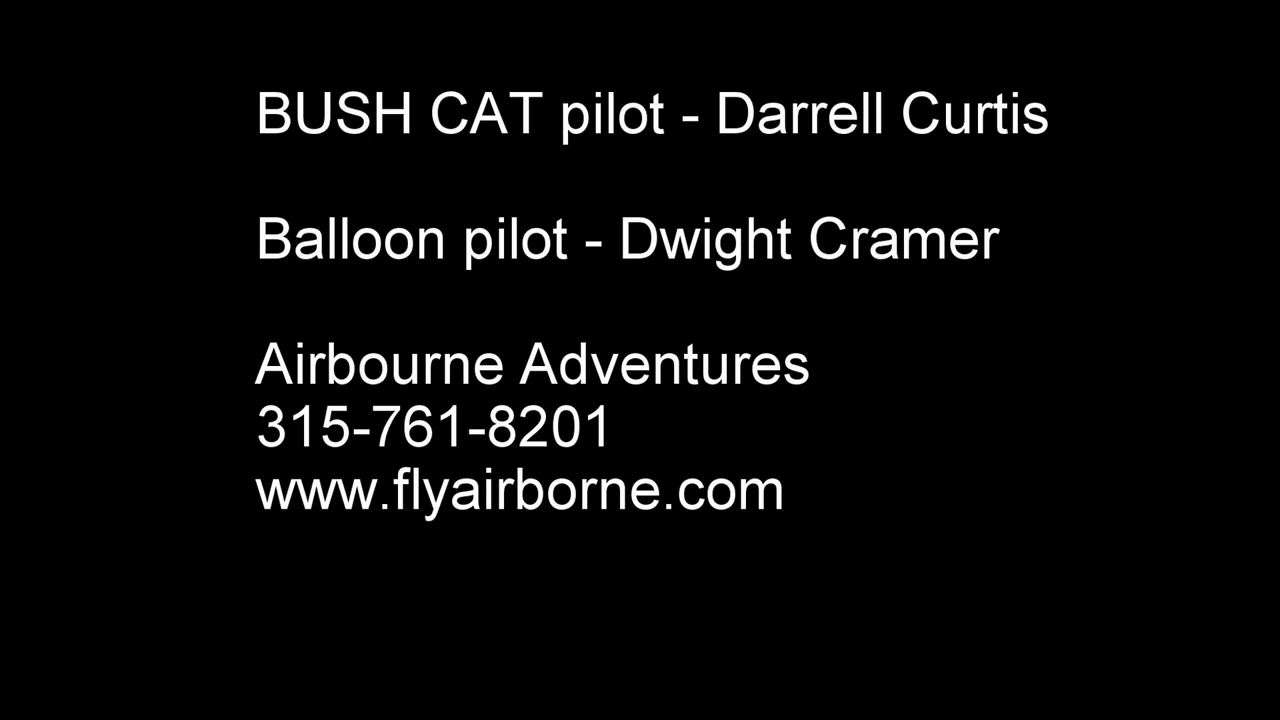 BUSH CAT pilot - Darrell Curtis
Balloon pilot - Dwight Cramer
Airbourne Adventures
315-761-8201
www.flyairborne.com